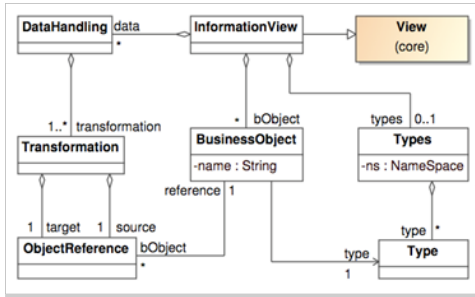 DataHandling
data
*
InformationView
View
(core)
1..*
transformation
*
bObject
types
0..1
Transformation
BusinessObject
-name : String
Types
-ns : NameSpace
reference
1
1
target
1
source
type
*
ObjectReference
bObject
*
type
1
Type